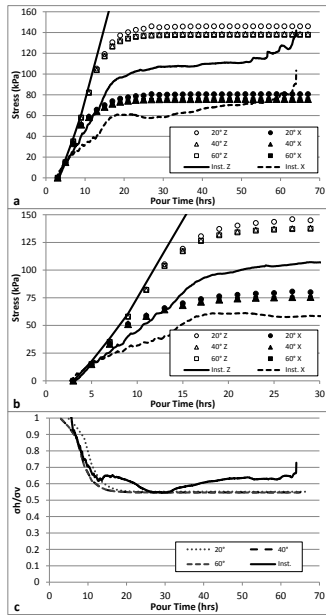 160
140
120
100
80
60
40
20
0
Stress (kPa)
20° Z
20° X
40° Z
40° X
60° Z
60° X
Inst. Z
Inst. X
0 10 20 30 40 50 60 70
a
Pour Time (hrs)
150
125
100
75
50
25
0
Stress (kPa)
20° Z
20° X
40° Z
40° X
60° Z
60° X
Inst. Z
Inst. X
0 5 10 15 20 25 30
b
Pour Time (hrs)
1
0.9
0.8
0.7
0.6
0.5
0.4
0.3
0.2
0.1
0
σh/σv
20°
40°
60°
Inst.
0 10 20 30 40 50 60 70
c
Pour Time (hrs)